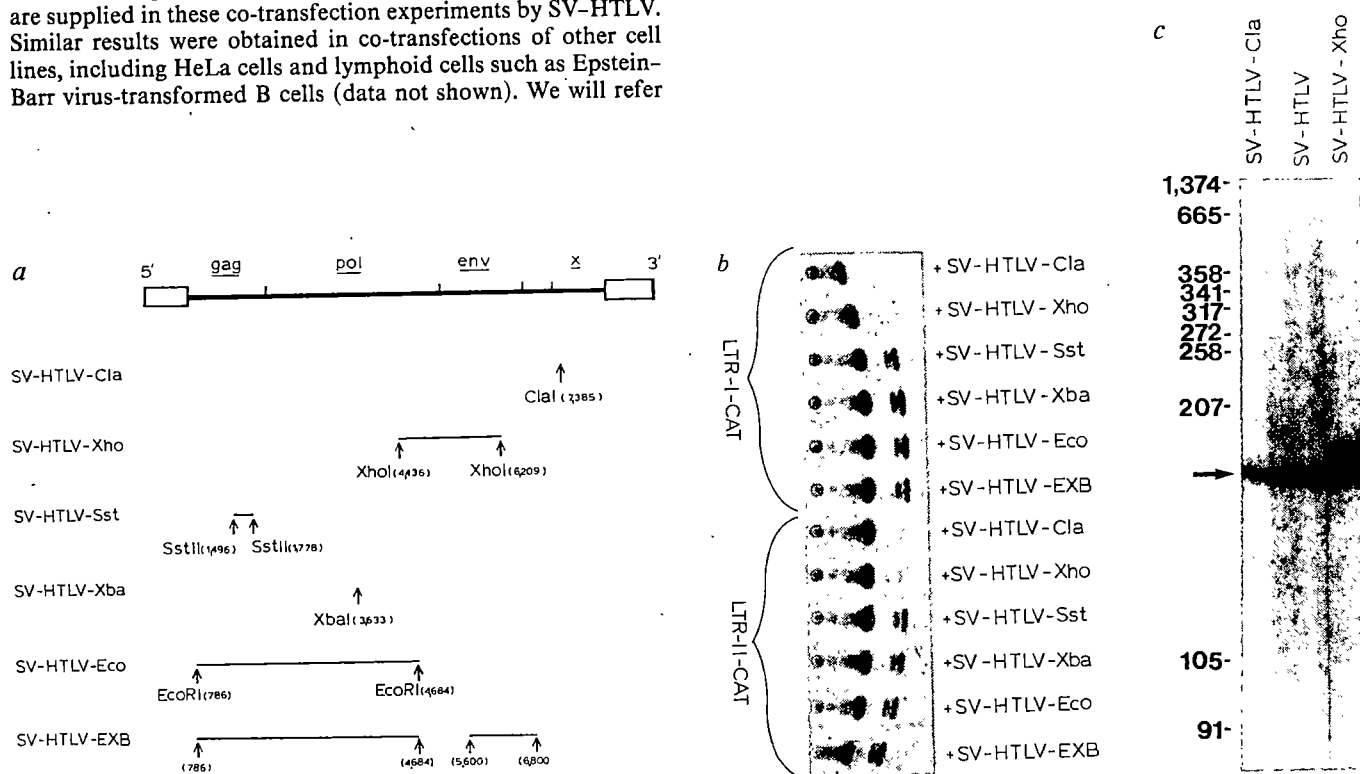 are supplied in these co-transfection experiments by SV–HTLV.
Similar results were obtained in co-transfections of other cell
lines, including HeLa cells and lymphoid cells such as Epstein–
Barr virus-transformed B cells (data not shown). We will refer
a
5′ gag pol env x 3′
SV-HTLV-Cla
ClaI (7,385)
SV-HTLV-Xho
XhoI (4,436) XhoI (6,209)
SV-HTLV-Sst
SstII (1,496) SstII (1,778)
SV-HTLV-Xba
XbaI (3,633)
SV-HTLV-Eco
EcoRI (786) EcoRI (4,684)
SV-HTLV-EXB
(786) (4684) (5,600) (6,800)
b
LTR-I-CAT
+ SV-HTLV-Cla
+ SV-HTLV-Xho
+SV-HTLV-Sst
+SV-HTLV-Xba
+SV-HTLV-Eco
+SV-HTLV-EXB
LTR-II-CAT
+SV-HTLV-Cla
+SV-HTLV-Xho
+SV-HTLV-Sst
+SV-HTLV-Xba
+SV-HTLV-Eco
+SV-HTLV-EXB
c
SV-HTLV-Cla
SV-HTLV
SV-HTLV-Xho
1,374-
665-
358-
341-
317-
272-
258-
207-
105-
91-